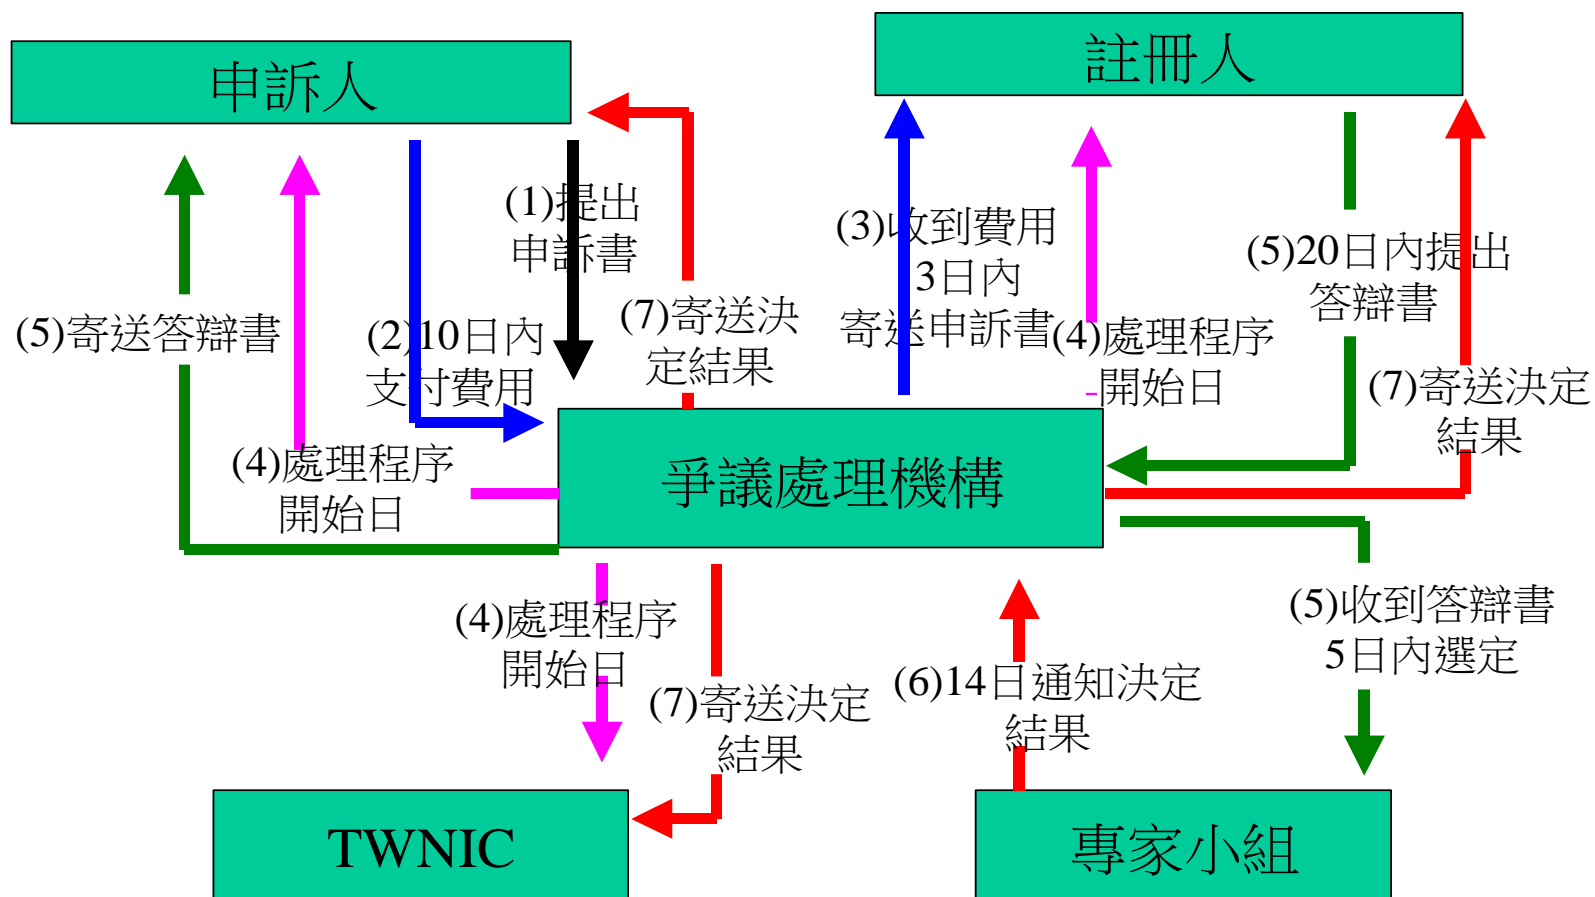 申訴人
註冊人
(1)提出
申訴書
(3)收到費用
3日內
寄送申訴書
(5)20日內提出
答辯書
(5)寄送答辯書
(2)10日內
支付費用
(7)寄送決
定結果
(4)處理程序
開始日
(7)寄送決定
結果
(4)處理程序
開始日
爭議處理機構
(4)處理程序
開始日
(7)寄送決定
結果
(6)14日通知決定
結果
(5)收到答辯書
5日內選定
TWNIC
專家小組